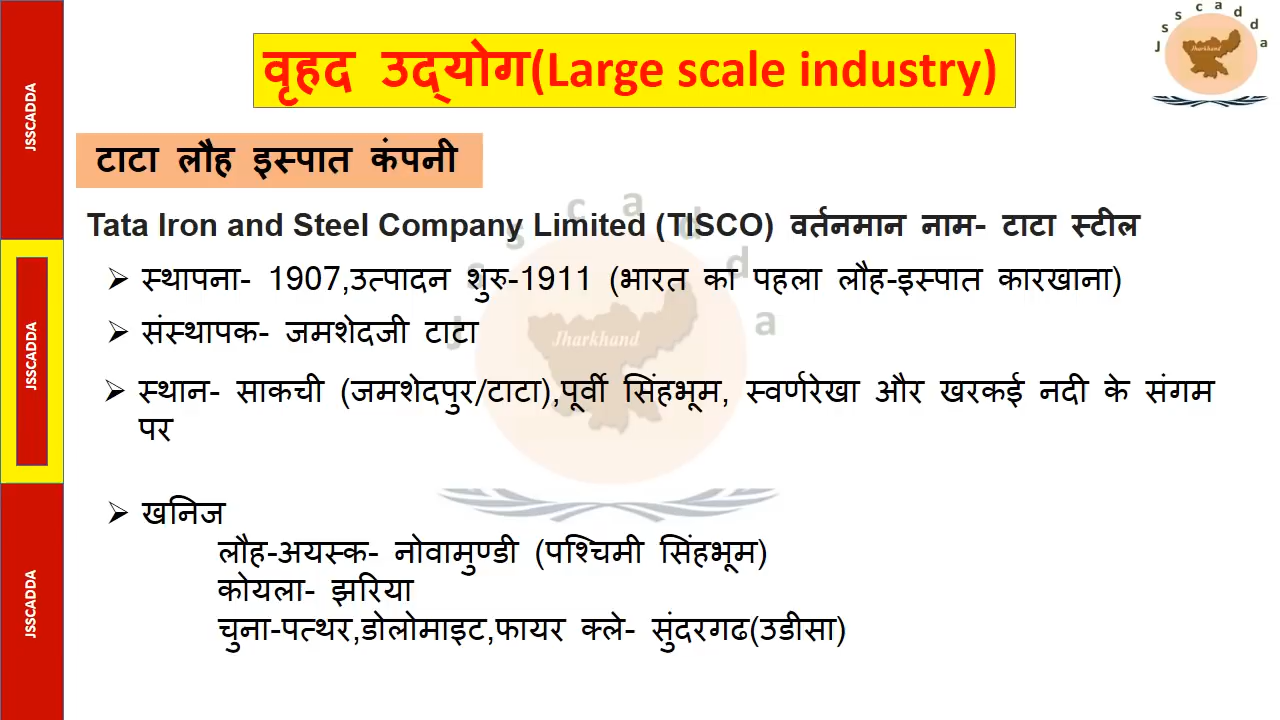 J s s c a d d a
Jharkhand
वृहद उद्योग(Large scale industry)
JSSCADDA
टाटा लौह इस्पात कंपनी
Tata Iron and Steel Company Limited (TISCO) वर्तनमान नाम- टाटा स्टील
➢ स्थापना- 1907,उत्पादन शुरु-1911 (भारत का पहला लौह-इस्पात कारखाना)
➢ संस्थापक- जमशेदजी टाटा
JSSCADDA
➢ स्थान- साकची (जमशेदपुर/टाटा),पूर्वी सिंहभूम, स्वर्णरेखा और खरकई नदी के संगम
पर
J s s c a d d a
Jharkhand
➢ खनिज
लौह-अयस्क- नोवामुण्डी (पश्चिमी सिंहभूम)
कोयला- झरिया
चुना-पत्थर,डोलोमाइट,फायर क्ले- सुंदरगढ(उडीसा)
JSSCADDA